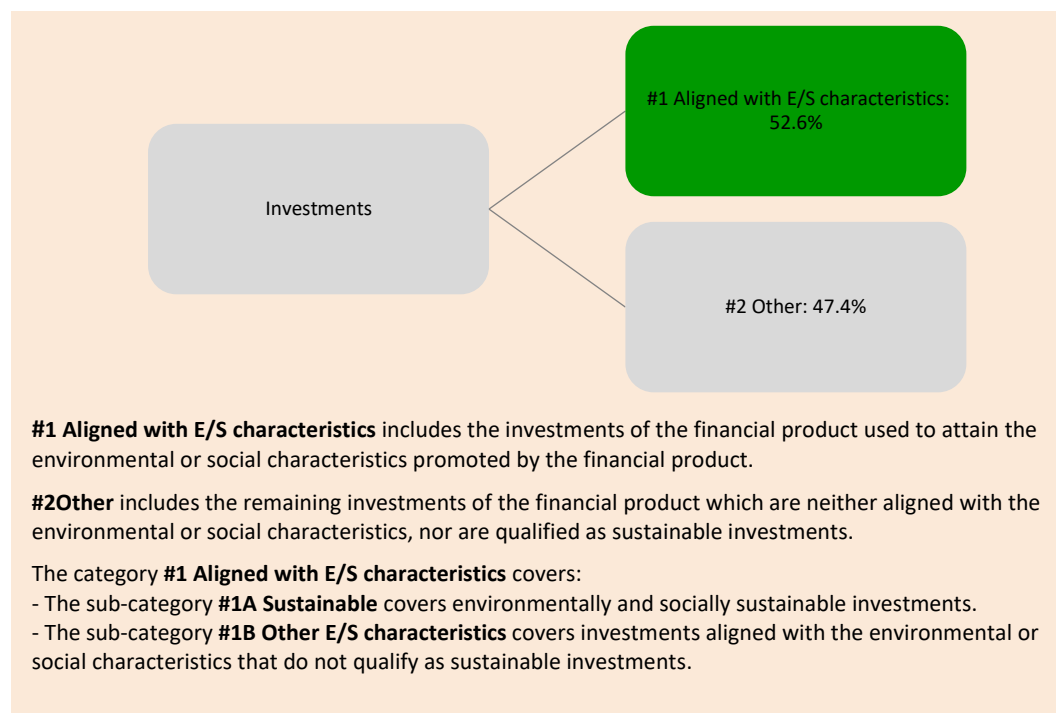 #1 Aligned with E/S characteristics:
52.6%
Investments
#2 Other: 47.4%
#1 Aligned with E/S characteristics includes the investments of the financial product used to attain the
environmental or social characteristics promoted by the financial product.
#2Other includes the remaining investments of the financial product which are neither aligned with the
environmental or social characteristics, nor are qualified as sustainable investments.
The category #1 Aligned with E/S characteristics covers:
- The sub-category #1A Sustainable covers environmentally and socially sustainable investments.
- The sub-category #1B Other E/S characteristics covers investments aligned with the environmental or
social characteristics that do not qualify as sustainable investments.